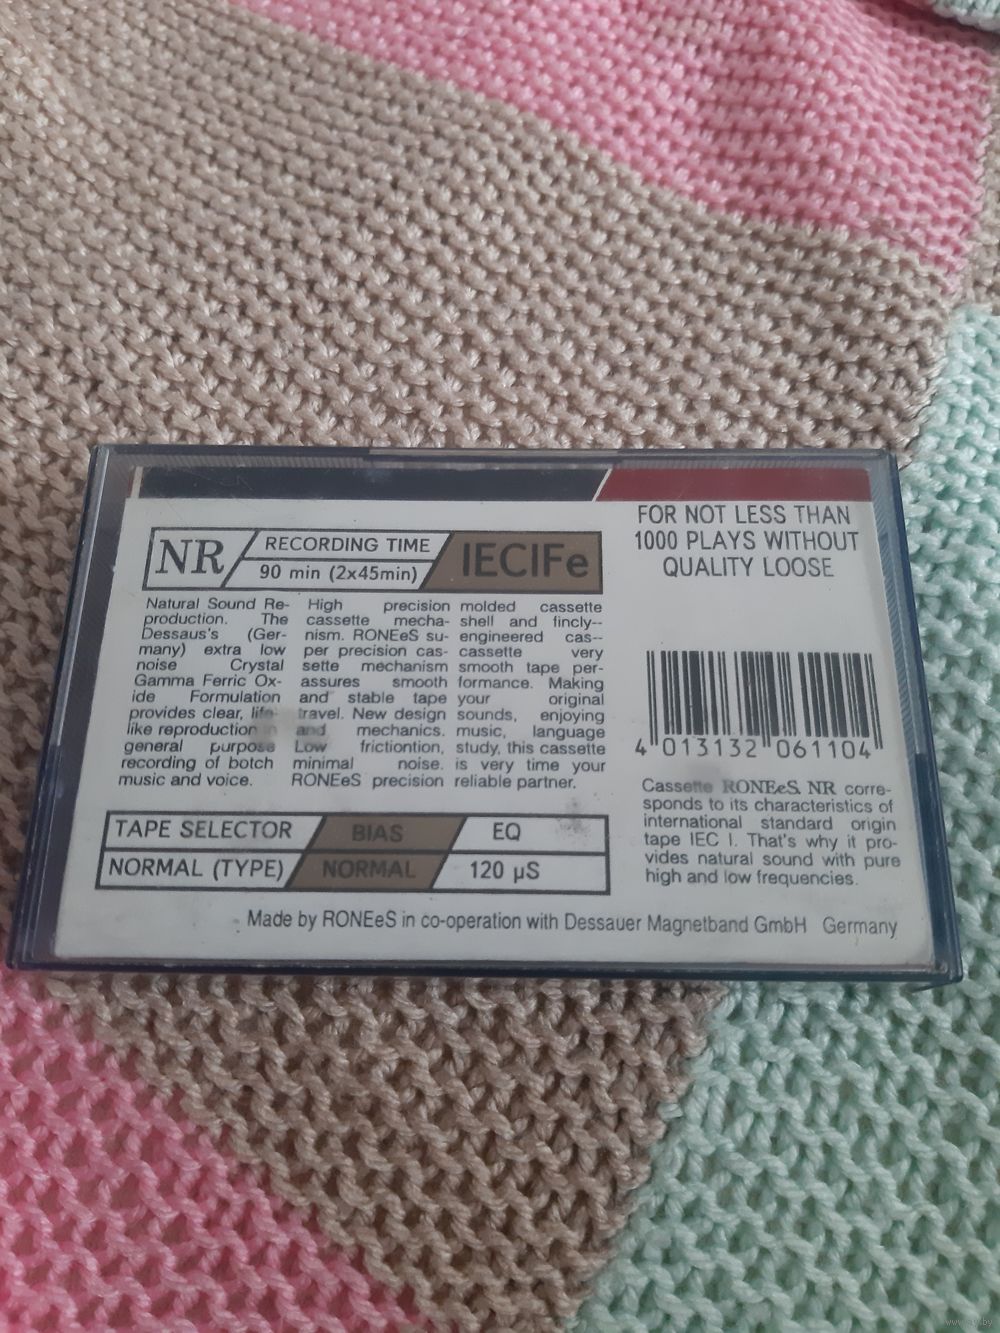 FOR NOT LESS THAN
1000 PLAYS WITHOUT
QUALITY LOOSE
NR
RECORDING TIME
90 min (2x45min)
IECIFe
Natural Sound Re-
production. The
Dessaus's (Ger-
many) extra low
noise Crystal
Gamma Ferric Ox-
ide Formulation
provides clear, life-
like reproduction in
general purpose
recording of botch
music and voice.
High precision
cassette mecha-
nism. RONEeS su-
per precision cas-
sette mechanism
assures smooth
and stable tape
travel. New design
and mechanics.
Low frictiontion,
minimal noise.
RONEeS precision
molded cassette
shell and fincly--
engineered cas--
cassette very
smooth tape per-
formance. Making
your original
sounds, enjoying
music, language
study, this cassette
is very time your
reliable partner.
4 013132 061104
Cassette RONEeS NR corre-
sponds to its characteristics of
international standard origin
tape IEC I. That's why it pro-
vides natural sound with pure
high and low frequencies.
TAPE SELECTOR BIAS EQ
NORMAL (TYPE) NORMAL 120 µS
Made by RONEeS in co-operation with Dessauer Magnetband GmbH Germany